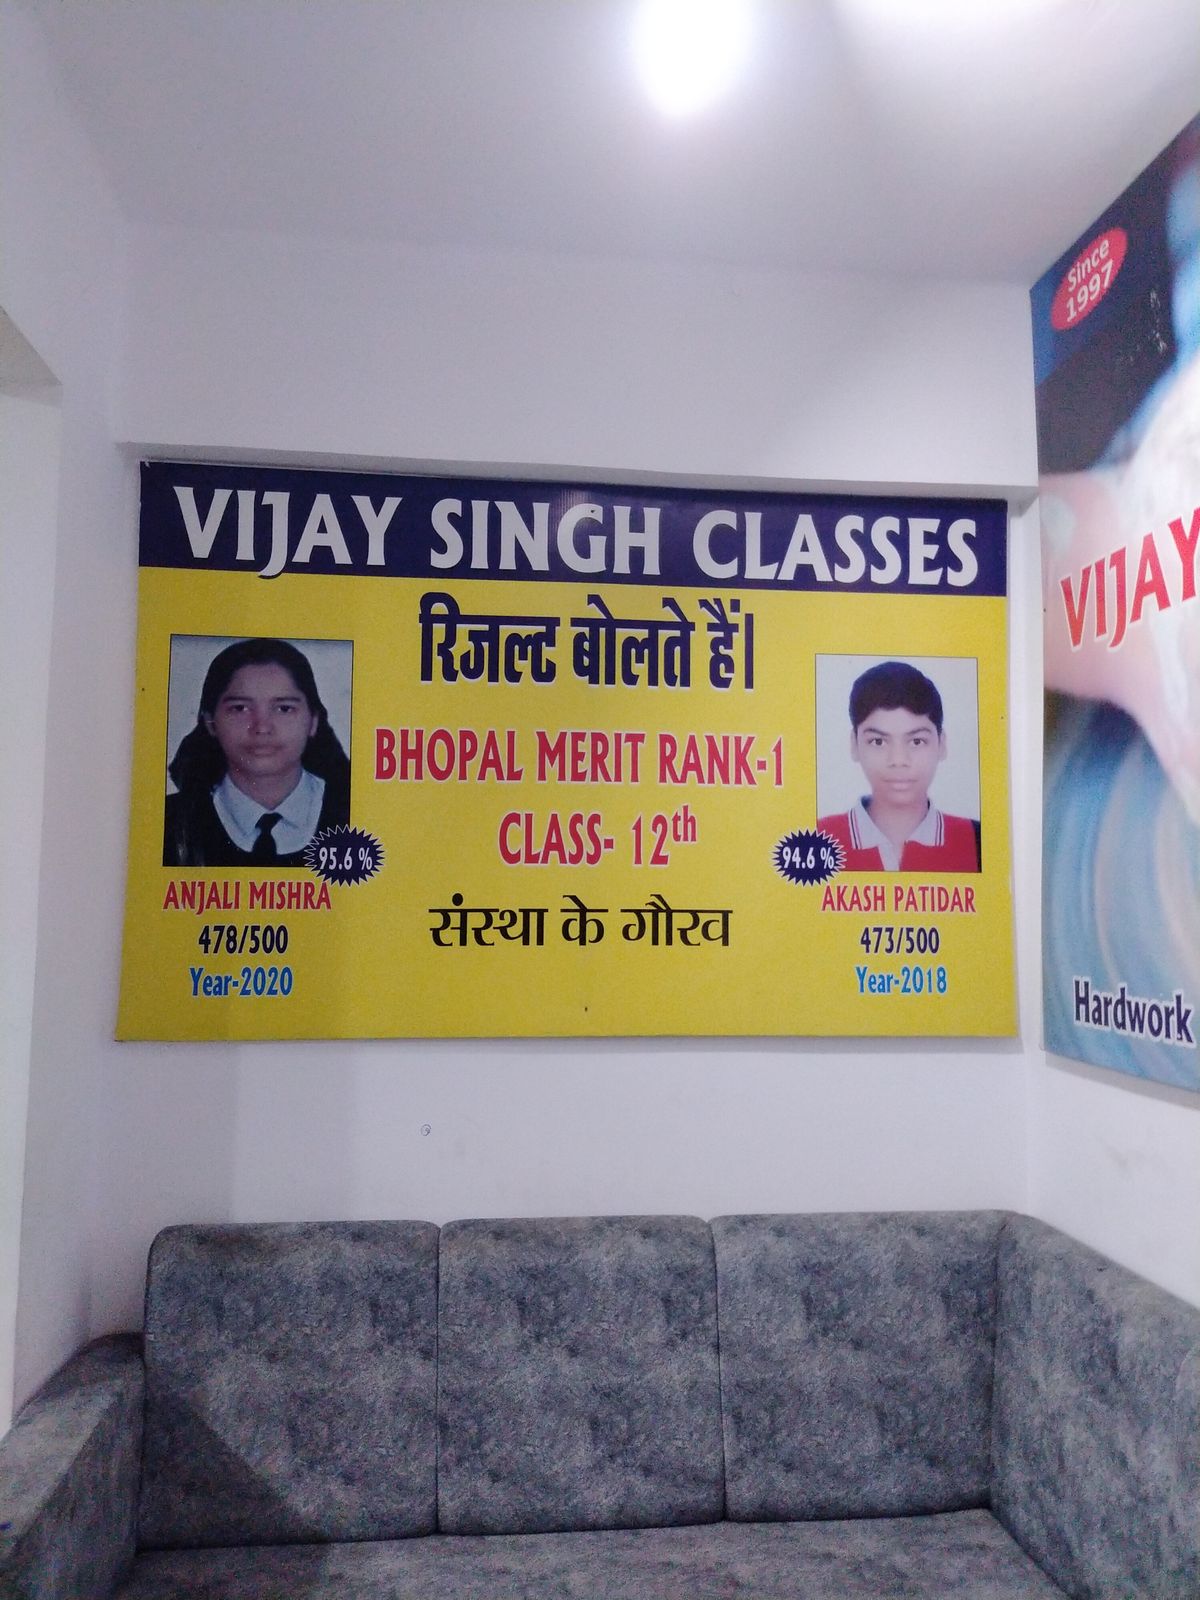 VIJAY SINGH CLASSES
रिजल्ट बोलते हैं।
BHOPAL MERIT RANK-1
CLASS- 12th
संस्था के गौरव
95.6 %
ANJALI MISHRA
478/500
Year-2020
94.6 %
AKASH PATIDAR
473/500
Year-2018
Since
1997
VIJAY
Hardwork